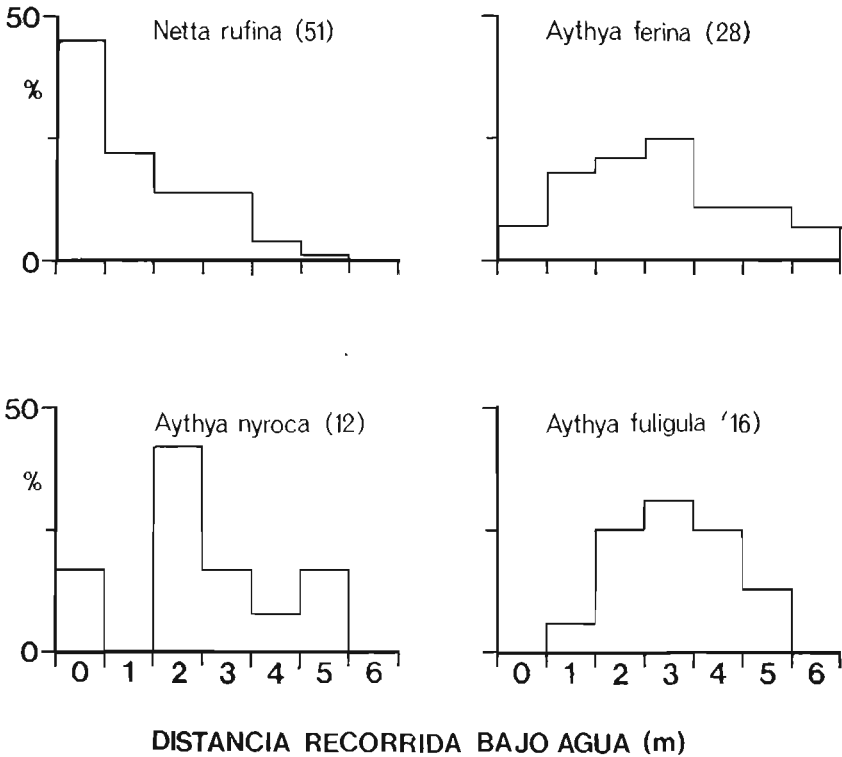 50
%
0
Netta rufina (51)
Aythya ferina (28)
50
%
0
Aythya nyroca (12)
Aythya fuligula '16)
0 1 2 3 4 5 6
0 1 2 3 4 5 6
DISTANCIA RECORRIDA BAJO AGUA (m)